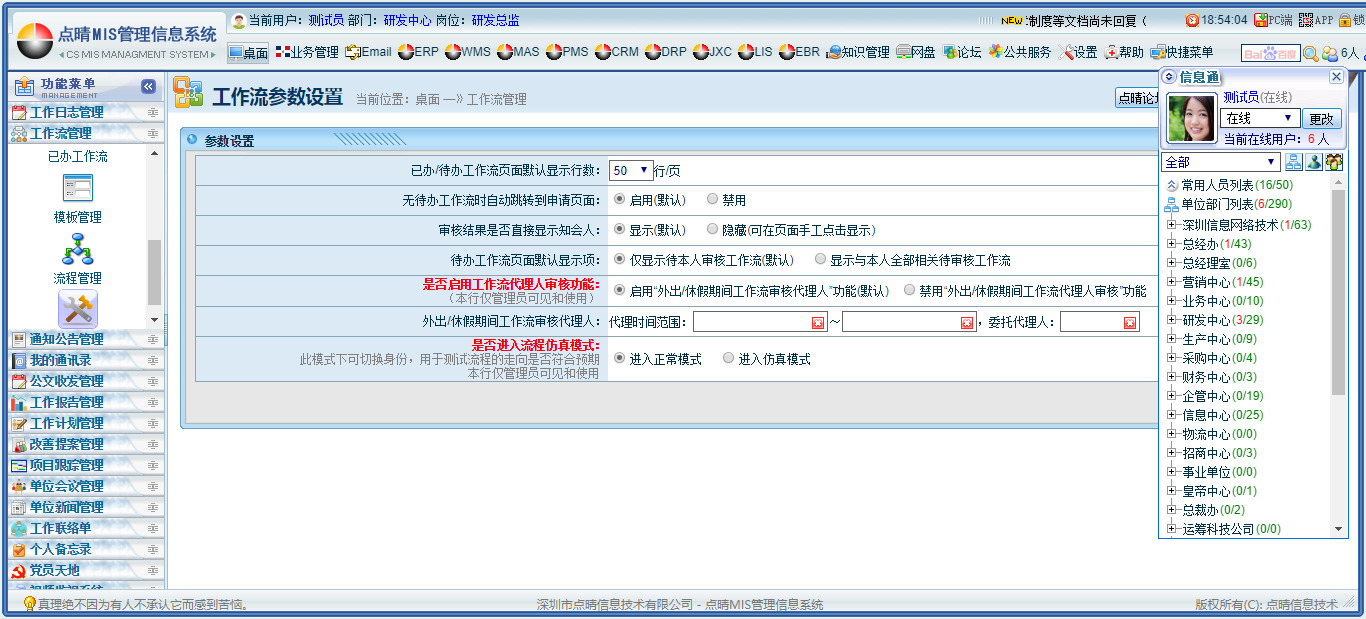 点晴MIS管理信息系统
CS MIS MANAGMENT SYSTEM
当前用户：测试员 部门：研发中心 岗位：研发总监
NEW 制度等文档尚未回复（
18:54:04 PC端 APP 锁
桌面 业务管理 Email ERP WMS MAS PMS CRM DRP JXC LIS EBR 知识管理 网盘 论坛 公共服务 设置 帮助 快捷菜单
Bai 百度 6人
功能菜单
MANAGEMENT
工作日志管理
工作流管理
已办工作流
模板管理
流程管理
通知公告管理
我的通讯录
公文收发管理
工作报告管理
工作计划管理
改善提案管理
项目跟踪管理
单位会议管理
单位新闻管理
工作联络单
个人备忘录
党员天地
工作流参数设置
当前位置：桌面 —» 工作流管理
点晴论坛
参数设置
已办/待办工作流页面默认显示行数： 50 行/页
无待办工作流时自动跳转到申请页面： 启用(默认) 禁用
审核结果是否直接显示知会人： 显示(默认) 隐藏(可在页面手工点击显示)
待办工作流页面默认显示项： 仅显示待本人审核工作流(默认) 显示与本人全部相关待审核工作流
是否启用工作流代理人审核功能：
（本行仅管理员可见和使用）
启用“外出/休假期间工作流审核代理人”功能(默认) 禁用“外出/休假期间工作流审核代理人审核”功能
外出/休假期间工作流审核代理人： 代理时间范围： ～ ，委托代理人：
是否进入流程仿真模式：
此模式下可切换身份，用于测试流程的走向是否符合预期
本行仅管理员可见和使用
进入正常模式 进入仿真模式
信息通
测试员(在线)
在线 更改
当前在线用户：6 人
全部
常用人员列表(16/50)
单位部门列表(6/290)
深圳信息网络技术(1/63)
总经办(1/43)
总经理室(0/6)
营销中心(1/45)
业务中心(0/10)
研发中心(3/29)
生产中心(0/9)
采购中心(0/4)
财务中心(0/3)
企管中心(0/19)
信息中心(0/25)
物流中心(0/0)
招商中心(0/3)
事业单位(0/0)
皇帝中心(0/1)
总裁办(0/2)
运筹科技公司(0/0)
真理绝不因为有人不承认它而感到苦恼。
深圳市点晴信息技术有限公司 - 点晴MIS管理信息系统
版权所有(C): 点晴信息技术